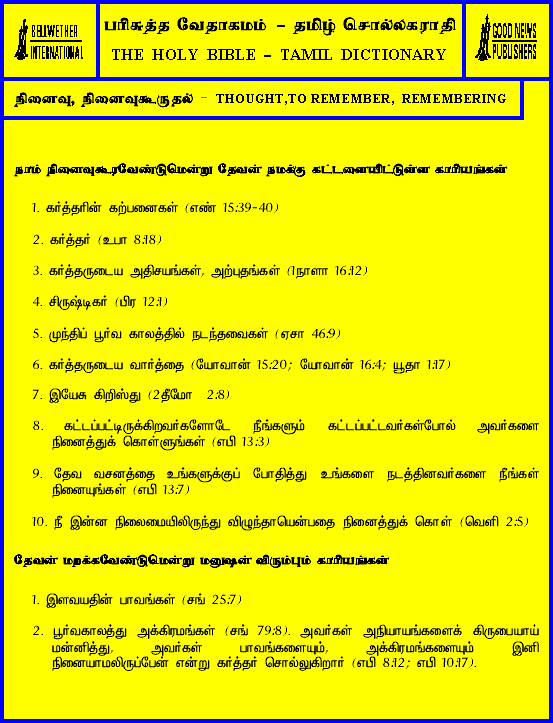 BELLWETHER
INTERNATIONAL
பரிசுத்த வேதாகமம் - தமிழ் சொல்லகராதி
THE HOLY BIBLE - TAMIL DICTIONARY
GOOD NEWS
PUBLISHERS
நினைவு, நினைவுகூருதல் - THOUGHT,TO REMEMBER, REMEMBERING
நாம் நினைவுகூரவேண்டுமென்று தேவன் நமக்கு கட்டளையிட்டுள்ள காரியங்கள்
1. கர்த்தரின் கற்பனைகள் (எண் 15:39-40)
2. கர்த்தர் (உபா 8:18)
3. கர்த்தருடைய அதிசயங்கள், அற்புதங்கள் (1நாளா 16:12)
4. சிருஷ்டிகர் (பிர 12:1)
5. முந்திப் பூர்வ காலத்தில் நடந்தவைகள் (ஏசா 46:9)
6. கர்த்தருடைய வார்த்தை (யோவான் 15:20; யோவான் 16:4; யூதா 1:17)
7. இயேசு கிறிஸ்து (2தீமோ 2:8)
8. கட்டப்பட்டிருக்கிறவர்களோடே நீங்களும் கட்டப்பட்டவர்கள்போல் அவர்களை
நினைத்துக் கொள்ளுங்கள் (எபி 13:3)
9. தேவ வசனத்தை உங்களுக்குப் போதித்து உங்களை நடத்தினவர்களை நீங்கள்
நினையுங்கள் (எபி 13:7)
10. நீ இன்ன நிலைமையிலிருந்து விழுந்தாயென்பதை நினைத்துக் கொள் (வெளி 2:5)
தேவன் மறக்கவேண்டுமென்று மனுஷன் விரும்பும் காரியங்கள்
1. இளவயதின் பாவங்கள் (சங் 25:7)
2. பூர்வகாலத்து அக்கிரமங்கள் (சங் 79:8). அவர்கள் அநியாயங்களைக் கிருபையாய்
மன்னித்து, அவர்கள் பாவங்களையும், அக்கிரமங்களையும் இனி
நினையாமலிருப்பேன் என்று கர்த்தர் சொல்லுகிறார் (எபி 8:12; எபி 10:17).